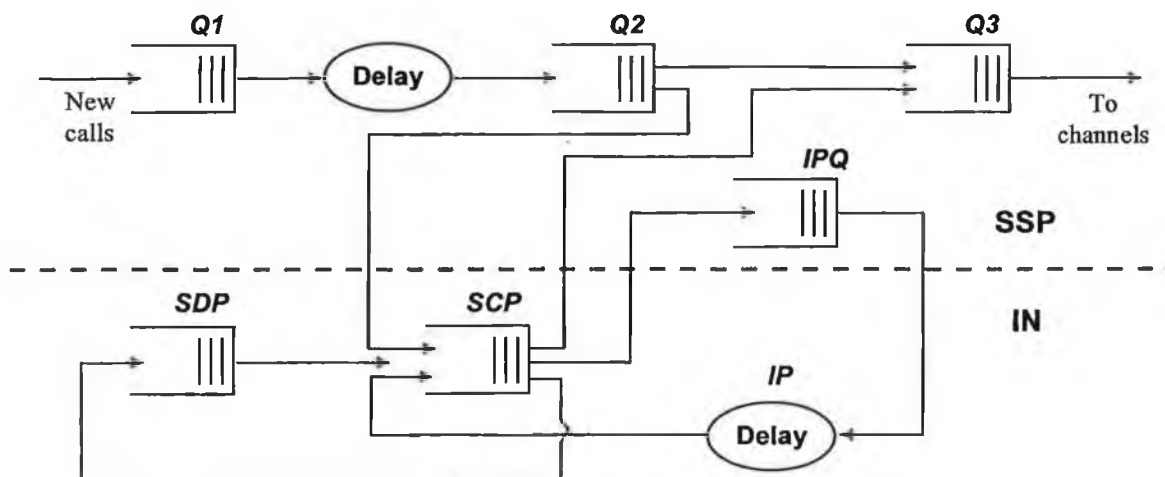 Q1
Q2
Q3
Delay
New
calls
To
channels
IPQ
SSP
SDP
SCP
IN
IP
Delay